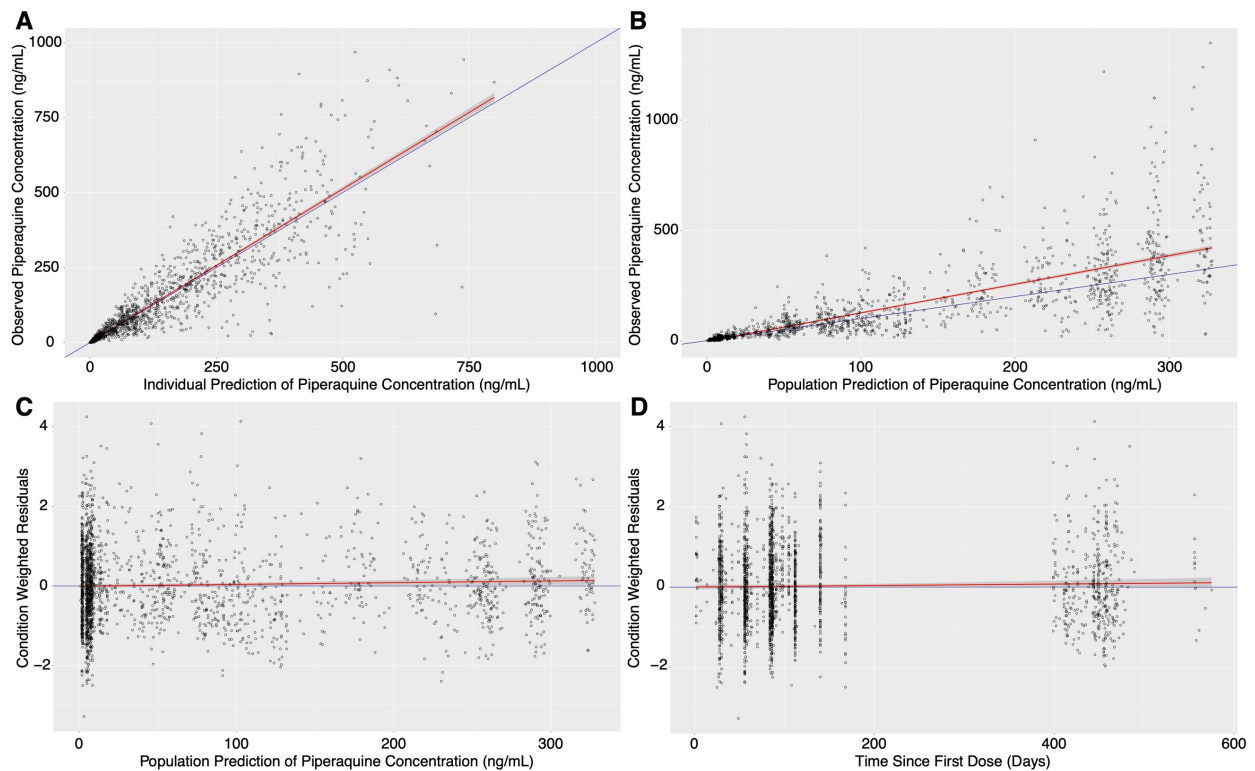 A
Observed Piperaquine Concentration (ng/mL)
1000
750
500
250
0
0 250 500 750 1000
Individual Prediction of Piperaquine Concentration (ng/mL)
B
Observed Piperaquine Concentration (ng/mL)
1000
500
0
0 100 200 300
Population Prediction of Piperaquine Concentration (ng/mL)
C
Condition Weighted Residuals
4
2
0
−2
0 100 200 300
Population Prediction of Piperaquine Concentration (ng/mL)
D
Condition Weighted Residuals
4
2
0
−2
0 200 400 600
Time Since First Dose (Days)